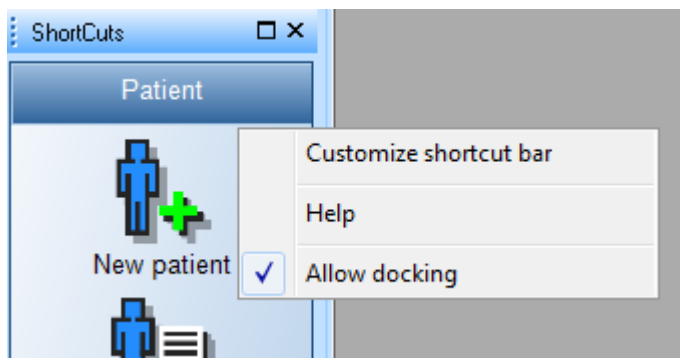 ShortCuts
Patient
Customize shortcut bar
Help
New patient
Allow docking